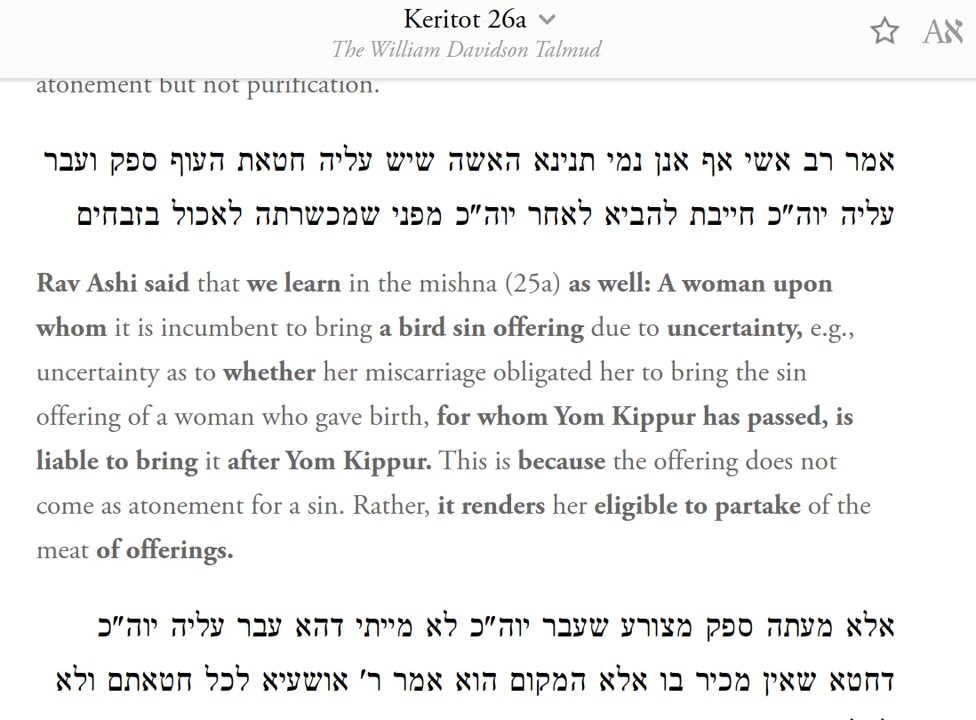 Keritot 26a
The William Davidson Talmud
Aא
atonement but not purification.
אמר רב אשי אף אנן נמי תנינא האשה שיש עליה חטאת העוף ספק ועבר
עליה יוה"כ חייבת להביא לאחר יוה"כ מפני שמכשרתה לאכול בזבחים
Rav Ashi said that we learn in the mishna (25a) as well: A woman upon
whom it is incumbent to bring a bird sin offering due to uncertainty, e.g.,
uncertainty as to whether her miscarriage obligated her to bring the sin
offering of a woman who gave birth, for whom Yom Kippur has passed, is
liable to bring it after Yom Kippur. This is because the offering does not
come as atonement for a sin. Rather, it renders her eligible to partake of the
meat of offerings.
אלא מעתה ספק מצורע שעבר יוה"כ לא מייתי דהא עבר עליה יוה"כ
דחטא שאין מכיר בו אלא המקום הוא אמר ר' אושעיא לכל חטאתם ולא